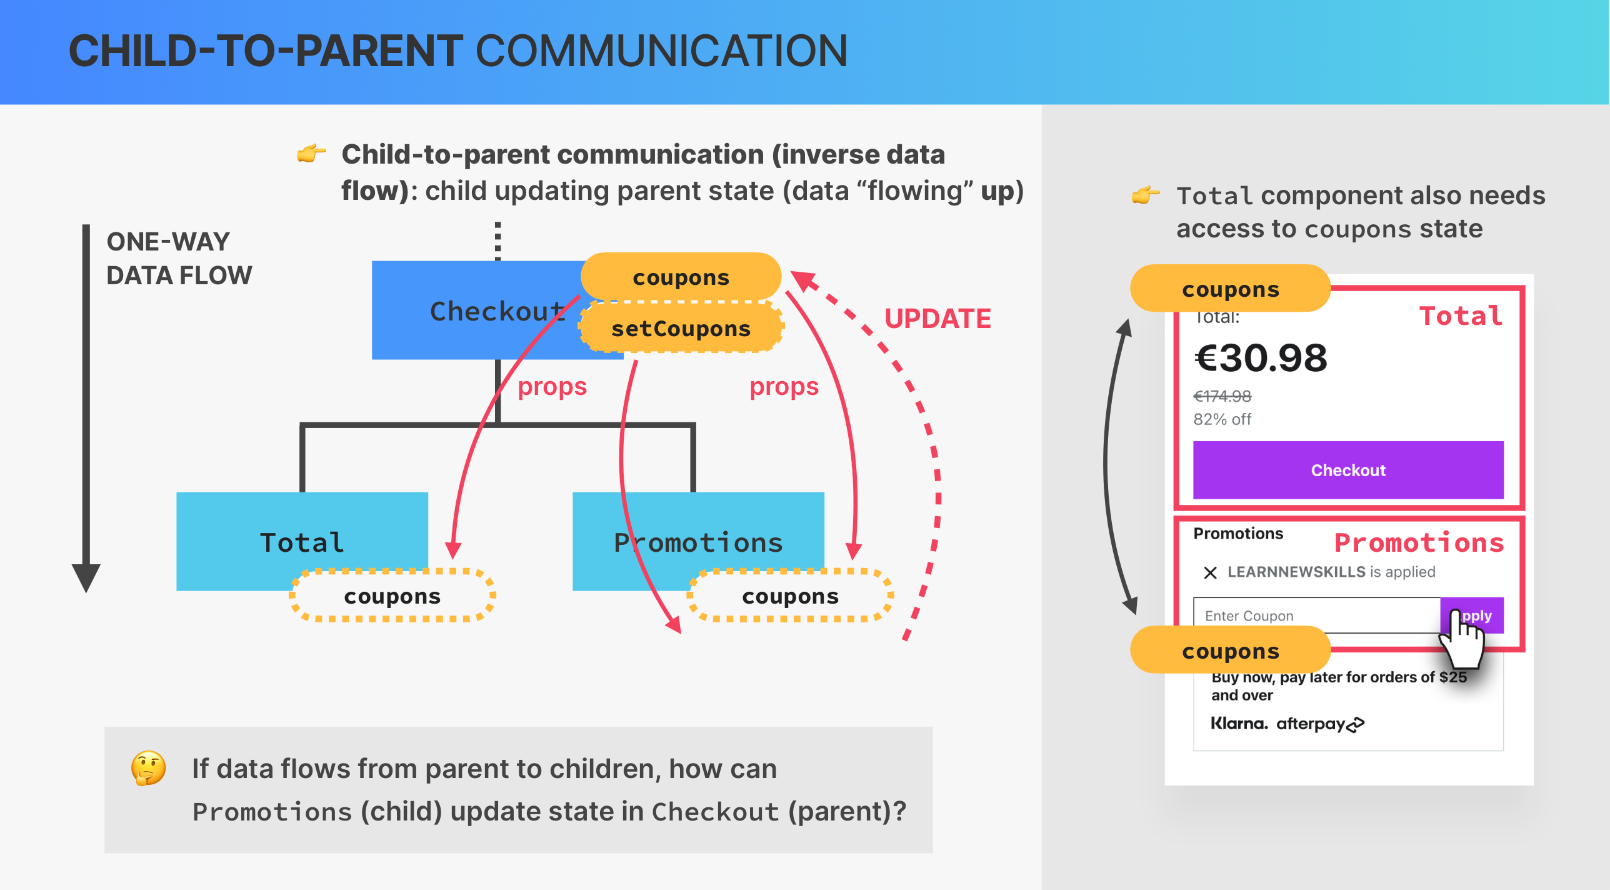 CHILD-TO-PARENT COMMUNICATION
👉 Child-to-parent communication (inverse data
flow): child updating parent state (data “flowing” up)
ONE-WAY
DATA FLOW
Checkout
coupons
setCoupons
UPDATE
props
props
Total
Promotions
coupons
coupons
🤔 If data flows from parent to children, how can
Promotions (child) update state in Checkout (parent)?
👉 Total component also needs
access to coupons state
coupons
Total:
Total
€30.98
€174.98
82% off
Checkout
Promotions
Promotions
LEARNNEWSKILLS is applied
Enter Coupon
pply
coupons
Buy now, pay later for orders of $25
and over
Klarna. afterpay